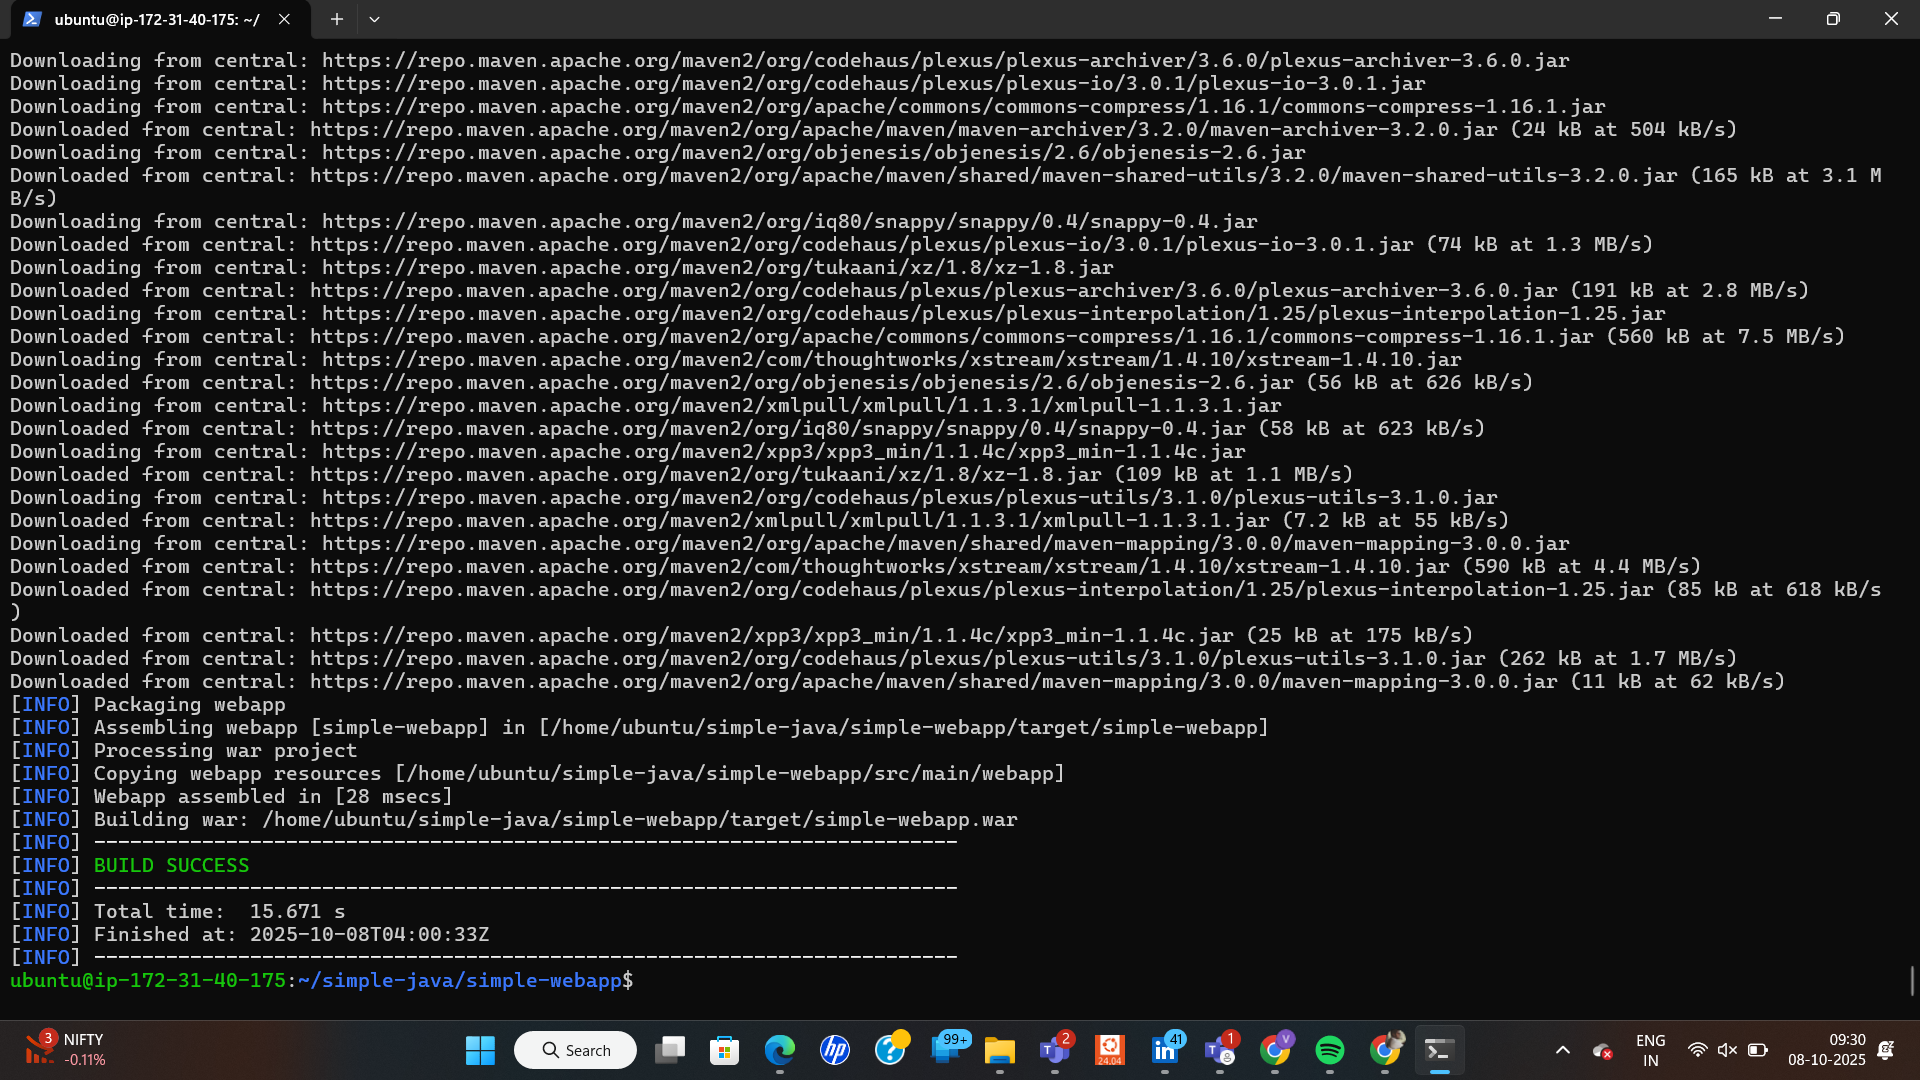 ubuntu@ip-172-31-40-175: ~/
Downloading from central: https://repo.maven.apache.org/maven2/org/codehaus/plexus/plexus-archiver/3.6.0/plexus-archiver-3.6.0.jar
Downloading from central: https://repo.maven.apache.org/maven2/org/codehaus/plexus/plexus-io/3.0.1/plexus-io-3.0.1.jar
Downloading from central: https://repo.maven.apache.org/maven2/org/apache/commons/commons-compress/1.16.1/commons-compress-1.16.1.jar
Downloaded from central: https://repo.maven.apache.org/maven2/org/apache/maven/maven-archiver/3.2.0/maven-archiver-3.2.0.jar (24 kB at 504 kB/s)
Downloading from central: https://repo.maven.apache.org/maven2/org/objenesis/objenesis/2.6/objenesis-2.6.jar
Downloaded from central: https://repo.maven.apache.org/maven2/org/apache/maven/shared/maven-shared-utils/3.2.0/maven-shared-utils-3.2.0.jar (165 kB at 3.1 M
B/s)
Downloading from central: https://repo.maven.apache.org/maven2/org/iq80/snappy/snappy/0.4/snappy-0.4.jar
Downloaded from central: https://repo.maven.apache.org/maven2/org/codehaus/plexus/plexus-io/3.0.1/plexus-io-3.0.1.jar (74 kB at 1.3 MB/s)
Downloading from central: https://repo.maven.apache.org/maven2/org/tukaani/xz/1.8/xz-1.8.jar
Downloaded from central: https://repo.maven.apache.org/maven2/org/codehaus/plexus/plexus-archiver/3.6.0/plexus-archiver-3.6.0.jar (191 kB at 2.8 MB/s)
Downloading from central: https://repo.maven.apache.org/maven2/org/codehaus/plexus/plexus-interpolation/1.25/plexus-interpolation-1.25.jar
Downloaded from central: https://repo.maven.apache.org/maven2/org/apache/commons/commons-compress/1.16.1/commons-compress-1.16.1.jar (560 kB at 7.5 MB/s)
Downloading from central: https://repo.maven.apache.org/maven2/com/thoughtworks/xstream/xstream/1.4.10/xstream-1.4.10.jar
Downloaded from central: https://repo.maven.apache.org/maven2/org/objenesis/objenesis/2.6/objenesis-2.6.jar (56 kB at 626 kB/s)
Downloading from central: https://repo.maven.apache.org/maven2/xmlpull/xmlpull/1.1.3.1/xmlpull-1.1.3.1.jar
Downloaded from central: https://repo.maven.apache.org/maven2/org/iq80/snappy/snappy/0.4/snappy-0.4.jar (58 kB at 623 kB/s)
Downloading from central: https://repo.maven.apache.org/maven2/xpp3/xpp3_min/1.1.4c/xpp3_min-1.1.4c.jar
Downloaded from central: https://repo.maven.apache.org/maven2/org/tukaani/xz/1.8/xz-1.8.jar (109 kB at 1.1 MB/s)
Downloading from central: https://repo.maven.apache.org/maven2/org/codehaus/plexus/plexus-utils/3.1.0/plexus-utils-3.1.0.jar
Downloaded from central: https://repo.maven.apache.org/maven2/xmlpull/xmlpull/1.1.3.1/xmlpull-1.1.3.1.jar (7.2 kB at 55 kB/s)
Downloading from central: https://repo.maven.apache.org/maven2/org/apache/maven/shared/maven-mapping/3.0.0/maven-mapping-3.0.0.jar
Downloaded from central: https://repo.maven.apache.org/maven2/com/thoughtworks/xstream/xstream/1.4.10/xstream-1.4.10.jar (590 kB at 4.4 MB/s)
Downloaded from central: https://repo.maven.apache.org/maven2/org/codehaus/plexus/plexus-interpolation/1.25/plexus-interpolation-1.25.jar (85 kB at 618 kB/s
)
Downloaded from central: https://repo.maven.apache.org/maven2/xpp3/xpp3_min/1.1.4c/xpp3_min-1.1.4c.jar (25 kB at 175 kB/s)
Downloaded from central: https://repo.maven.apache.org/maven2/org/codehaus/plexus/plexus-utils/3.1.0/plexus-utils-3.1.0.jar (262 kB at 1.7 MB/s)
Downloaded from central: https://repo.maven.apache.org/maven2/org/apache/maven/shared/maven-mapping/3.0.0/maven-mapping-3.0.0.jar (11 kB at 62 kB/s)
[INFO] Packaging webapp
[INFO] Assembling webapp [simple-webapp] in [/home/ubuntu/simple-java/simple-webapp/target/simple-webapp]
[INFO] Processing war project
[INFO] Copying webapp resources [/home/ubuntu/simple-java/simple-webapp/src/main/webapp]
[INFO] Webapp assembled in [28 msecs]
[INFO] Building war: /home/ubuntu/simple-java/simple-webapp/target/simple-webapp.war
[INFO] ------------------------------------------------------------------------
[INFO] BUILD SUCCESS
[INFO] ------------------------------------------------------------------------
[INFO] Total time:  15.671 s
[INFO] Finished at: 2025-10-08T04:00:33Z
[INFO] ------------------------------------------------------------------------
ubuntu@ip-172-31-40-175:~/simple-java/simple-webapp$
3 NIFTY
-0.11%
Search
hp
99+
T 2
24.04
in 41
T 1
V
ENG
IN
09:30
08-10-2025